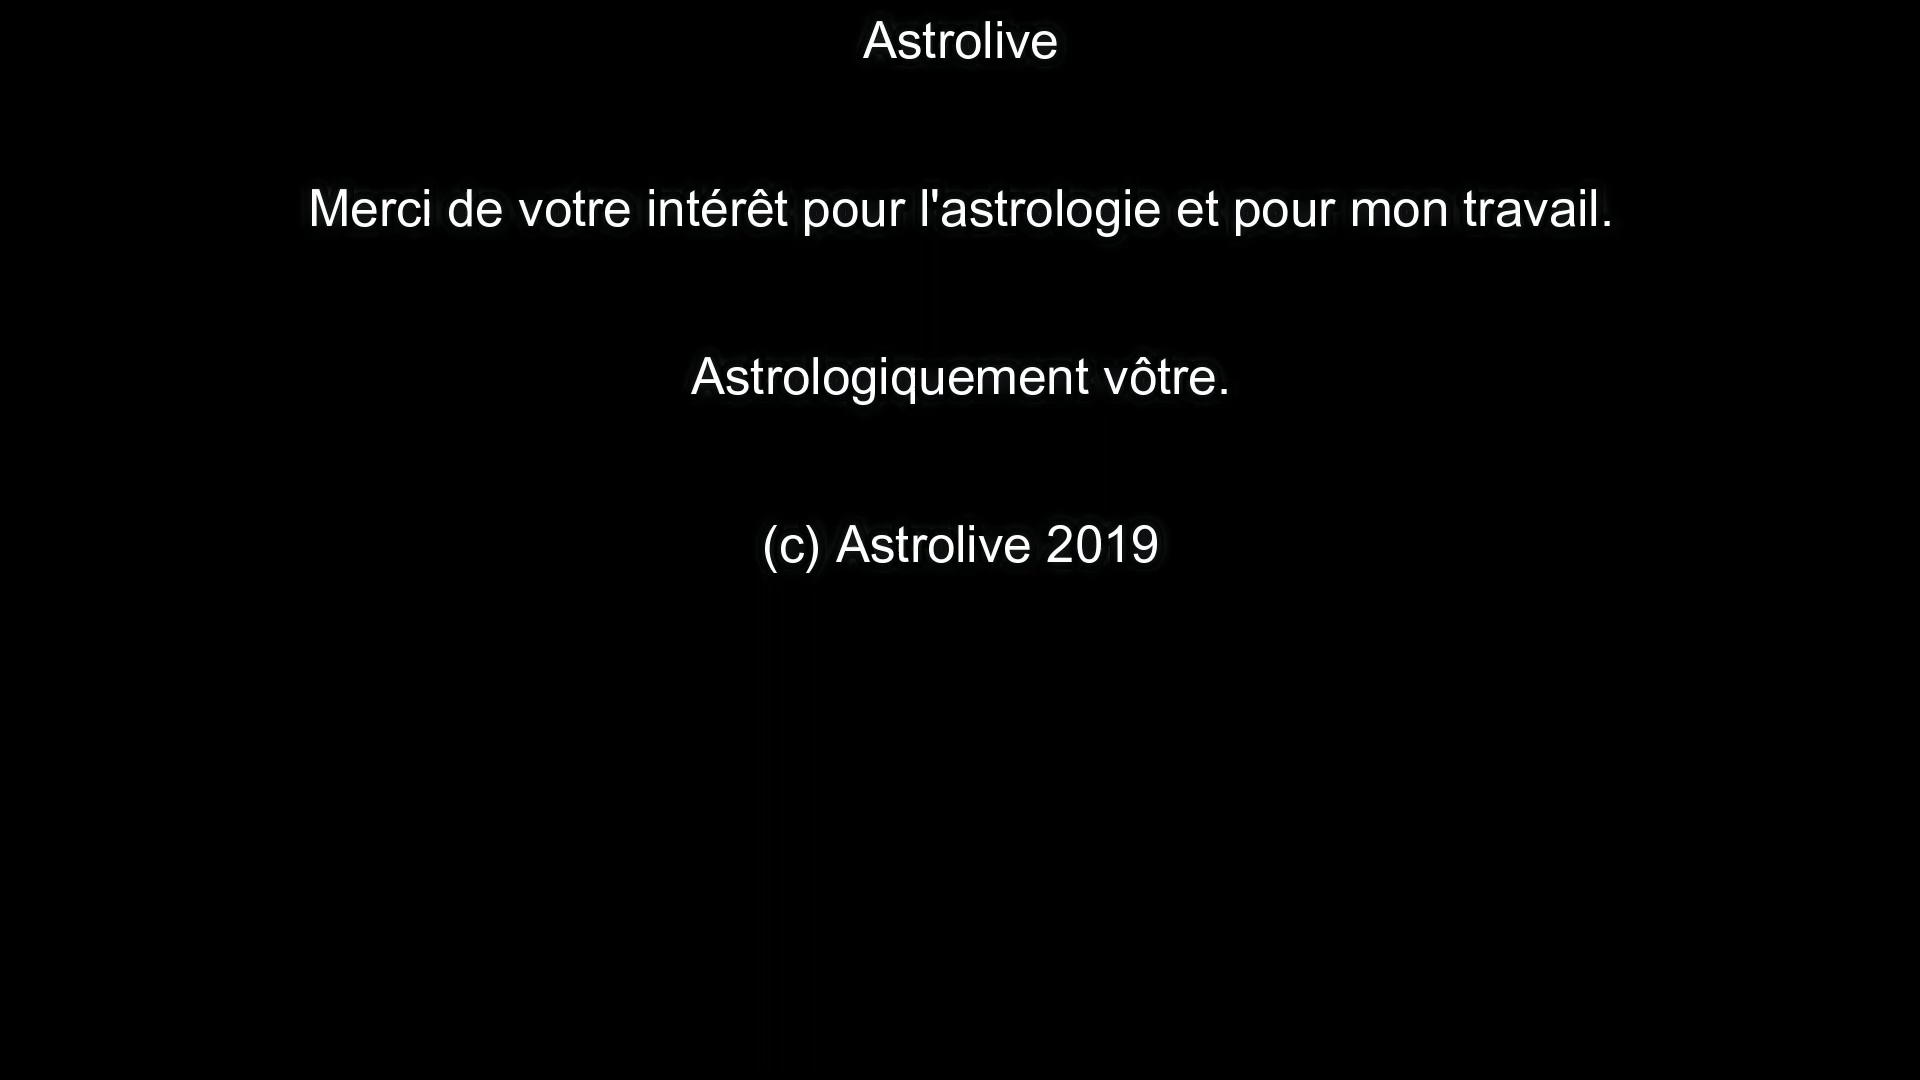 Astrolive
Merci de votre intérêt pour l'astrologie et pour mon travail.
Astrologiquement vôtre.
(c) Astrolive 2019